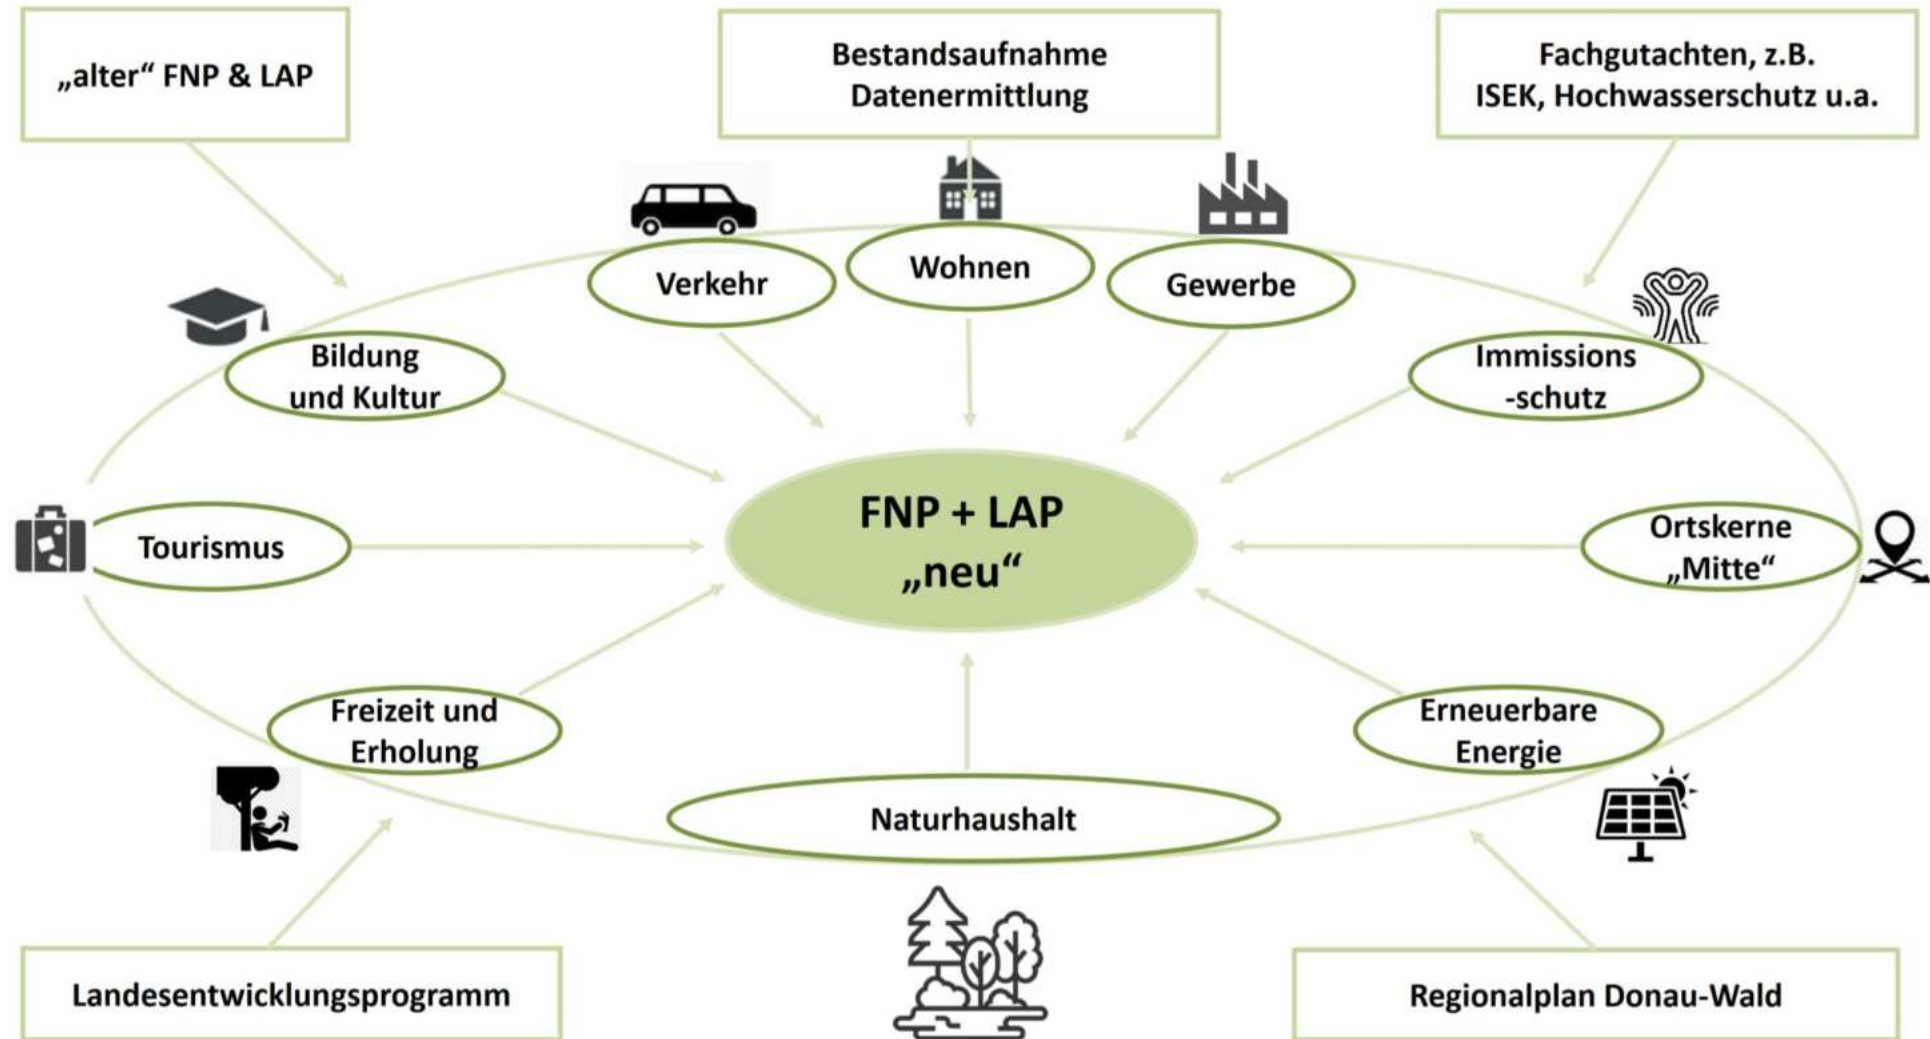 „alter“ FNP & LAP
Bestandsaufnahme
Datenermittlung
Fachgutachten, z.B.
ISEK, Hochwasserschutz u.a.
Verkehr
Wohnen
Gewerbe
Bildung
und Kultur
Immissions
-schutz
Tourismus
FNP + LAP
„neu“
Ortskerne
„Mitte“
Freizeit und
Erholung
Erneuerbare
Energie
Naturhaushalt
Landesentwicklungsprogramm
Regionalplan Donau-Wald